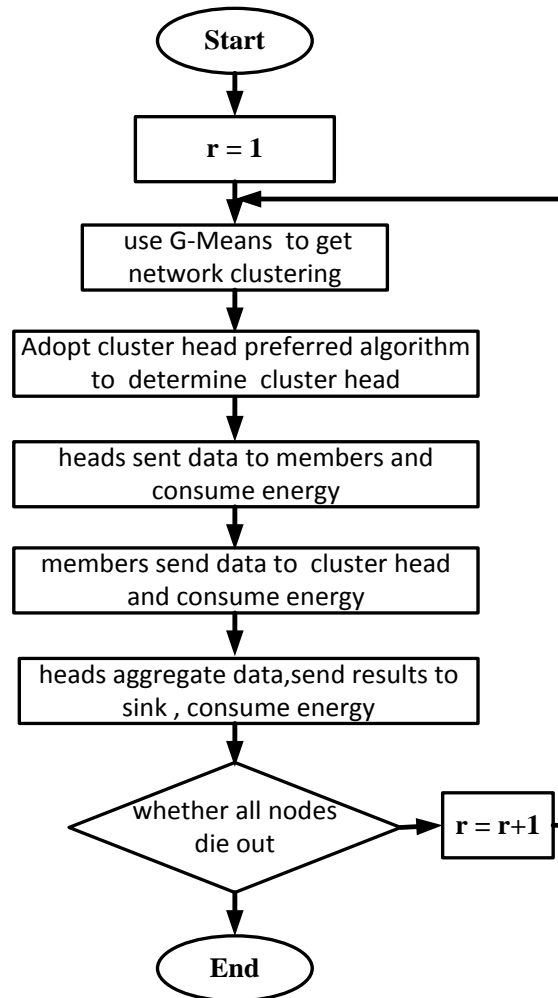 Start
r = 1
use G-Means to get
network clustering
Adopt cluster head preferred algorithm
to determine cluster head
heads sent data to members and
consume energy
members send data to cluster head
and consume energy
heads aggregate data,send results to
sink , consume energy
whether all nodes
die out
r = r+1
End